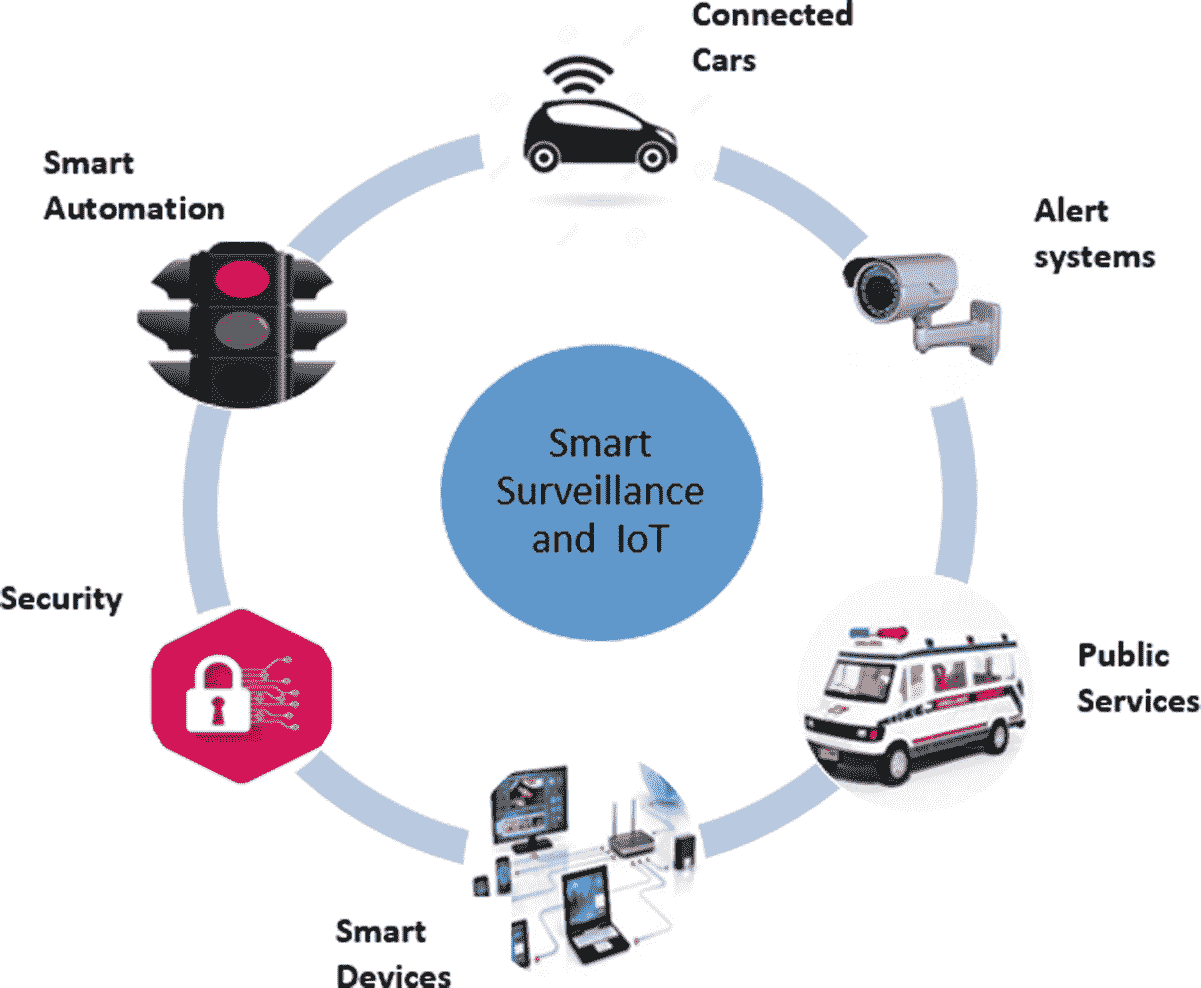 Connected
Cars
Smart
Automation
Alert
systems
Smart
Surveillance
and IoT
Security
Public
Services
Smart
Devices